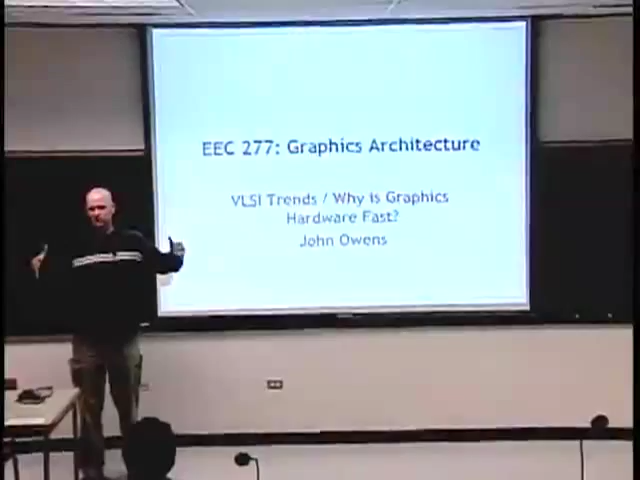 EEC 277: Graphics Architecture
VLSI Trends / Why is Graphics
Hardware Fast?
John Owens